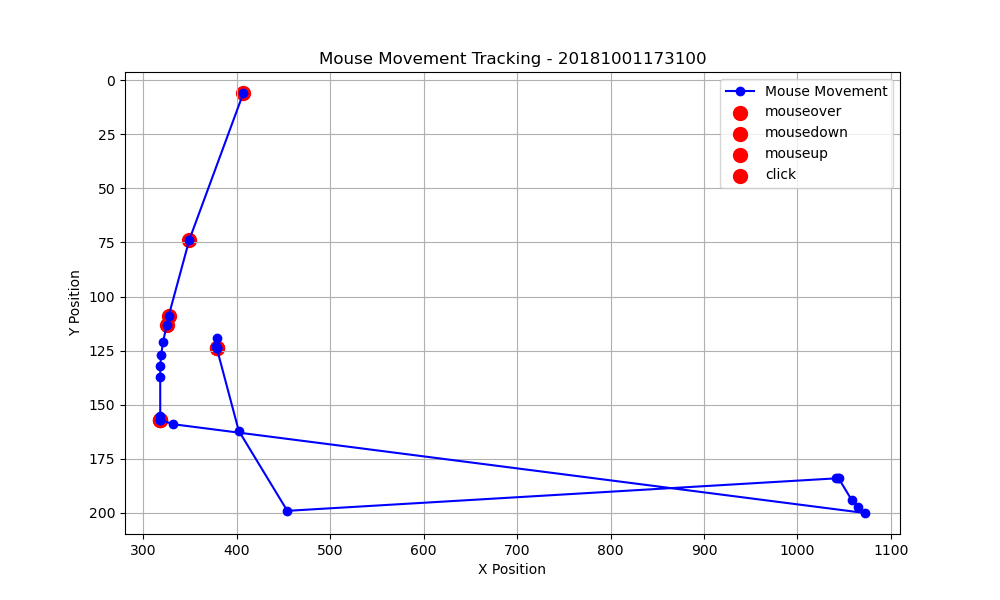 Mouse Movement Tracking - 20181001173100
Mouse Movement
mouseover
mousedown
mouseup
click
Y Position
0
25
50
75
100
125
150
175
200
300 400 500 600 700 800 900 1000 1100
X Position